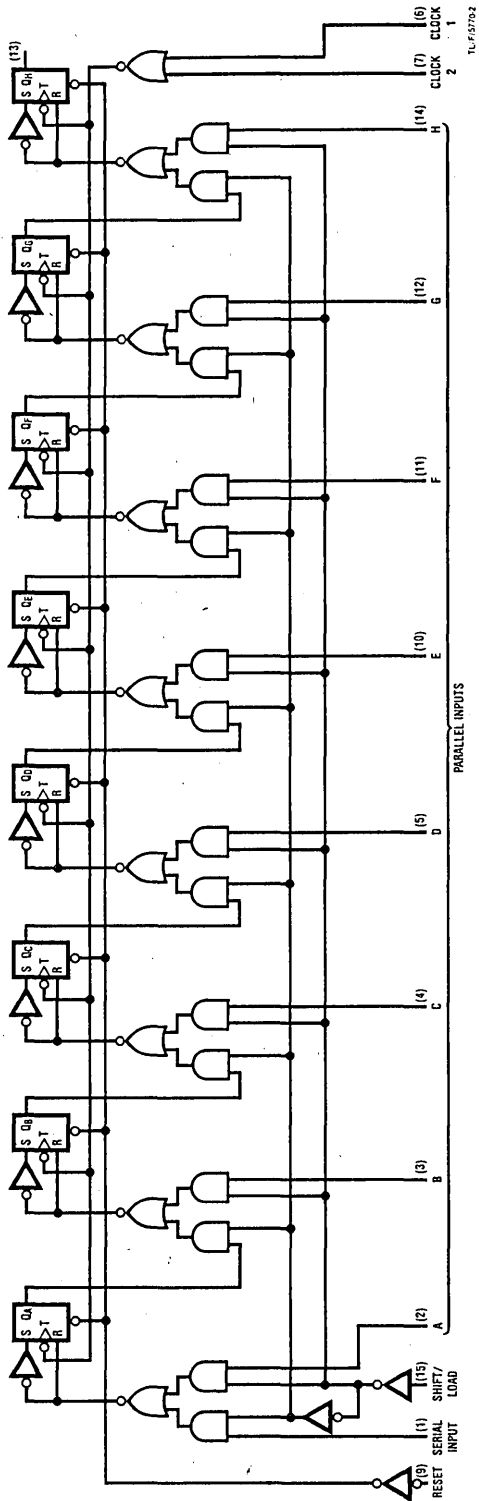 (13)
S QH
T
R
S QG
T
R
S QF
T
R
S QE
T
R
S QD
T
R
S QC
T
R
S QB
T
R
S QA
T
R
(9)
RESET
(1)
SERIAL
INPUT
(15)
SHIFT/
LOAD
(2)
A
(3)
B
(4)
C
(5)
D
(10)
E
(11)
F
(12)
G
(14)
H
(7)
CLOCK
2
(6)
CLOCK
1
PARALLEL INPUTS
TL/F/5770-2